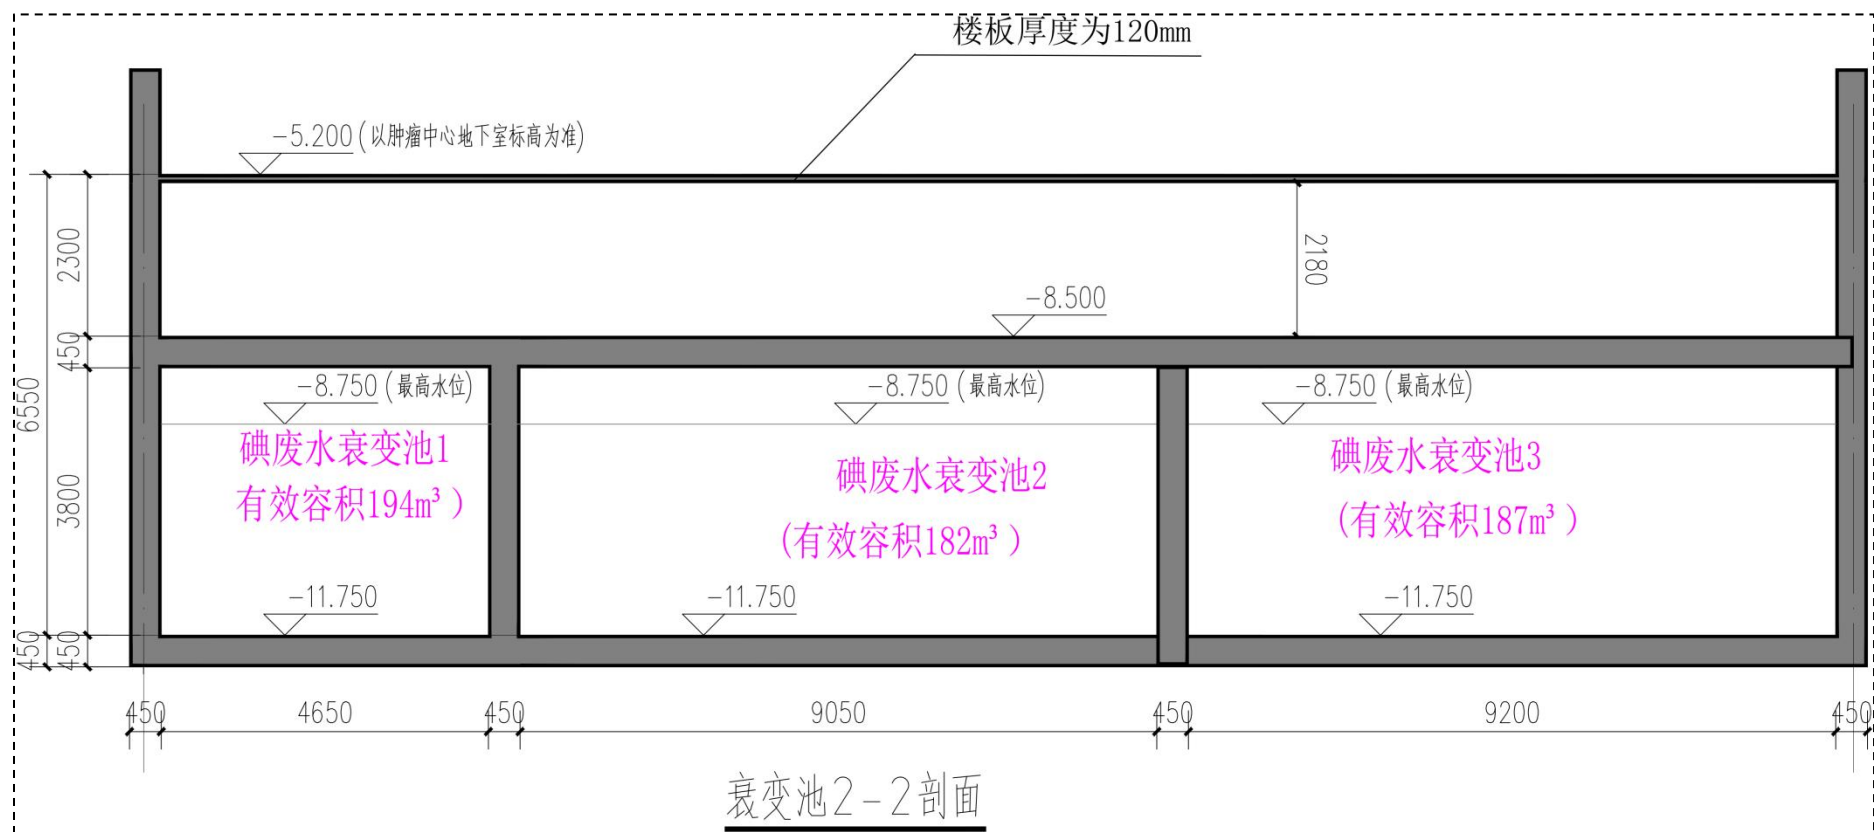 楼板厚度为120mm
-5.200(以肿瘤中心地下室标高为准)
2300
2180
-8.500
450
6550
-8.750(最高水位)
-8.750(最高水位)
-8.750(最高水位)
碘废水衰变池1
有效容积194m³)
碘废水衰变池2
(有效容积182m³)
碘废水衰变池3
(有效容积187m³)
3800
-11.750
-11.750
-11.750
450
450
450
4650
450
9050
450
9200
450
衰变池2-2剖面